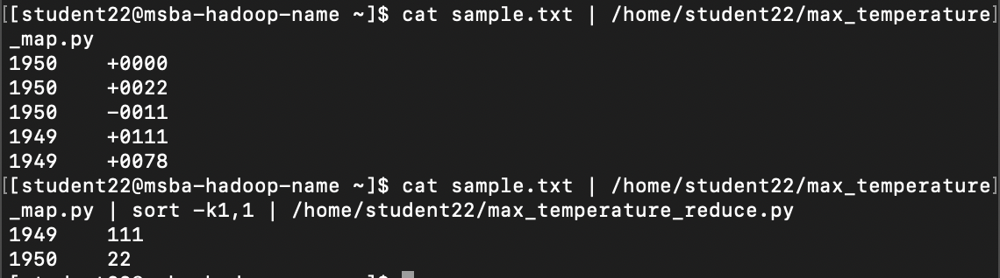 [[student22@msba-hadoop-name ~]$ cat sample.txt | /home/student22/max_temperature]
_map.py
1950    +0000
1950    +0022
1950    -0011
1949    +0111
1949    +0078
[[student22@msba-hadoop-name ~]$ cat sample.txt | /home/student22/max_temperature]
_map.py | sort -k1,1 | /home/student22/max_temperature_reduce.py
1949    111
1950    22